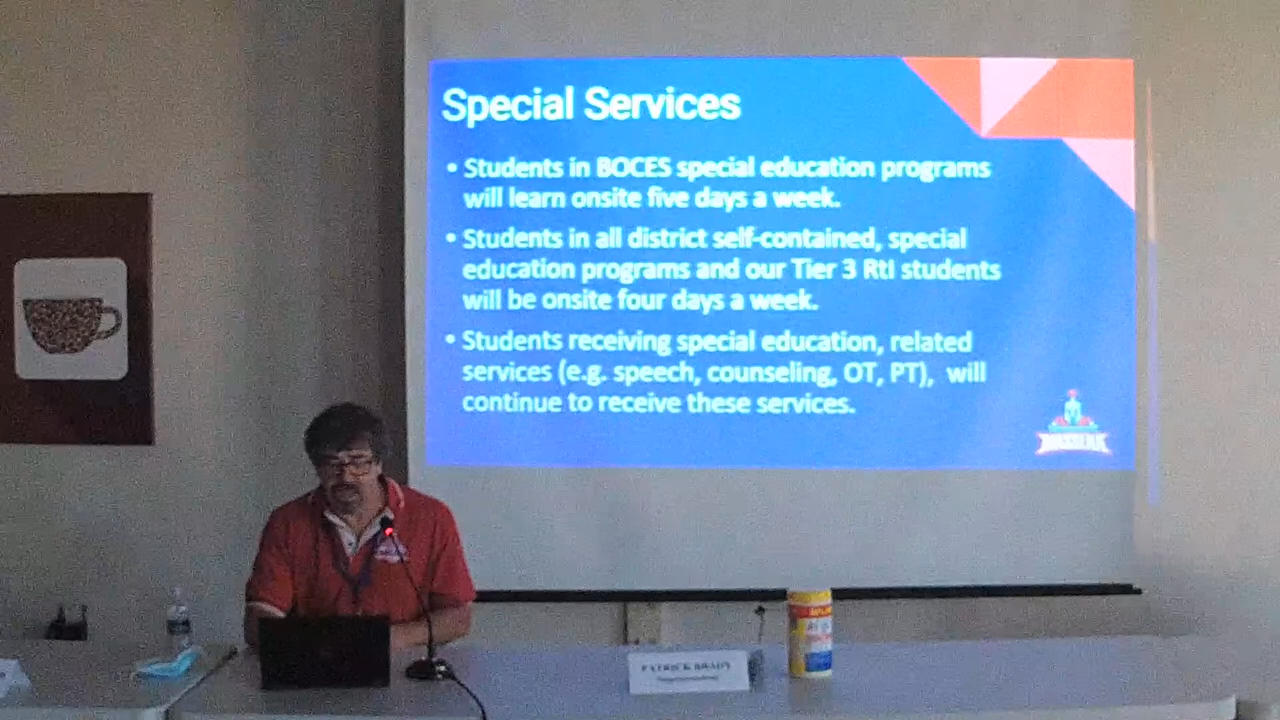 Special Services
• Students in BOCES special education programs
will learn onsite five days a week.
• Students in all district self-contained, special
education programs and our Tier 3 RtI students
will be onsite four days a week.
• Students receiving special education, related
services (e.g. speech, counseling, OT, PT), will
continue to receive these services.
PATRICK BRADY